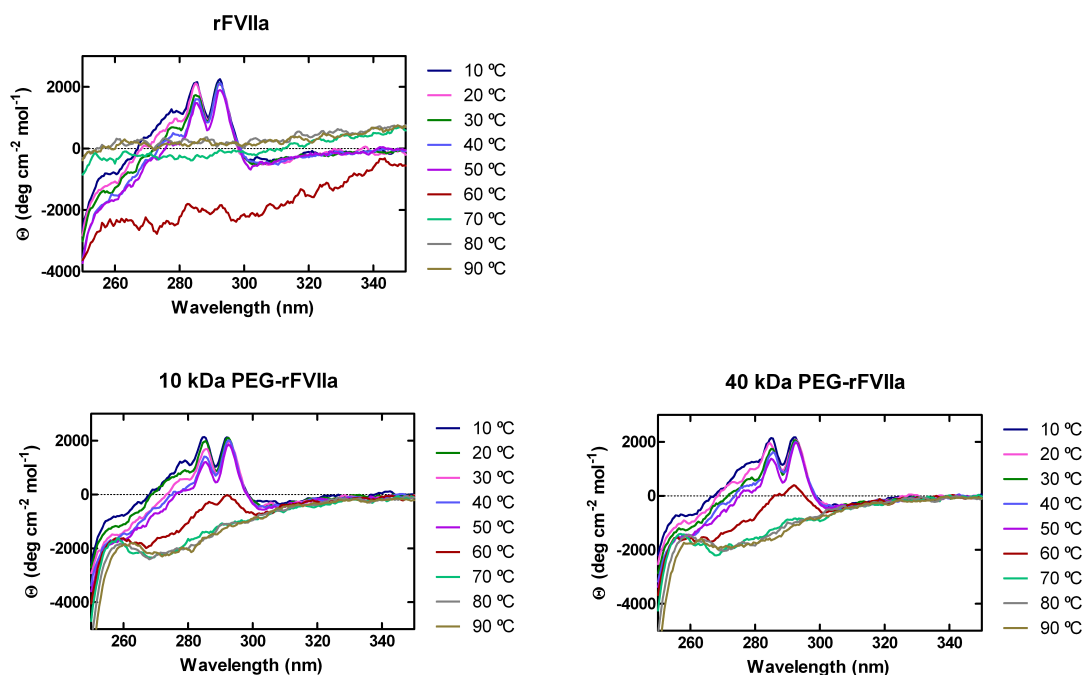 rFVIIa
Θ (deg cm⁻² mol⁻¹)
2000
0
-2000
-4000
260 280 300 320 340
Wavelength (nm)
10 ºC
20 ºC
30 ºC
40 ºC
50 ºC
60 ºC
70 ºC
80 ºC
90 ºC
10 kDa PEG-rFVIIa
Θ (deg cm⁻² mol⁻¹)
2000
0
-2000
-4000
260 280 300 320 340
Wavelength (nm)
10 ºC
20 ºC
30 ºC
40 ºC
50 ºC
60 ºC
70 ºC
80 ºC
90 ºC
40 kDa PEG-rFVIIa
Θ (deg cm⁻² mol⁻¹)
2000
0
-2000
-4000
260 280 300 320 340
Wavelength (nm)
10 ºC
20 ºC
30 ºC
40 ºC
50 ºC
60 ºC
70 ºC
80 ºC
90 ºC